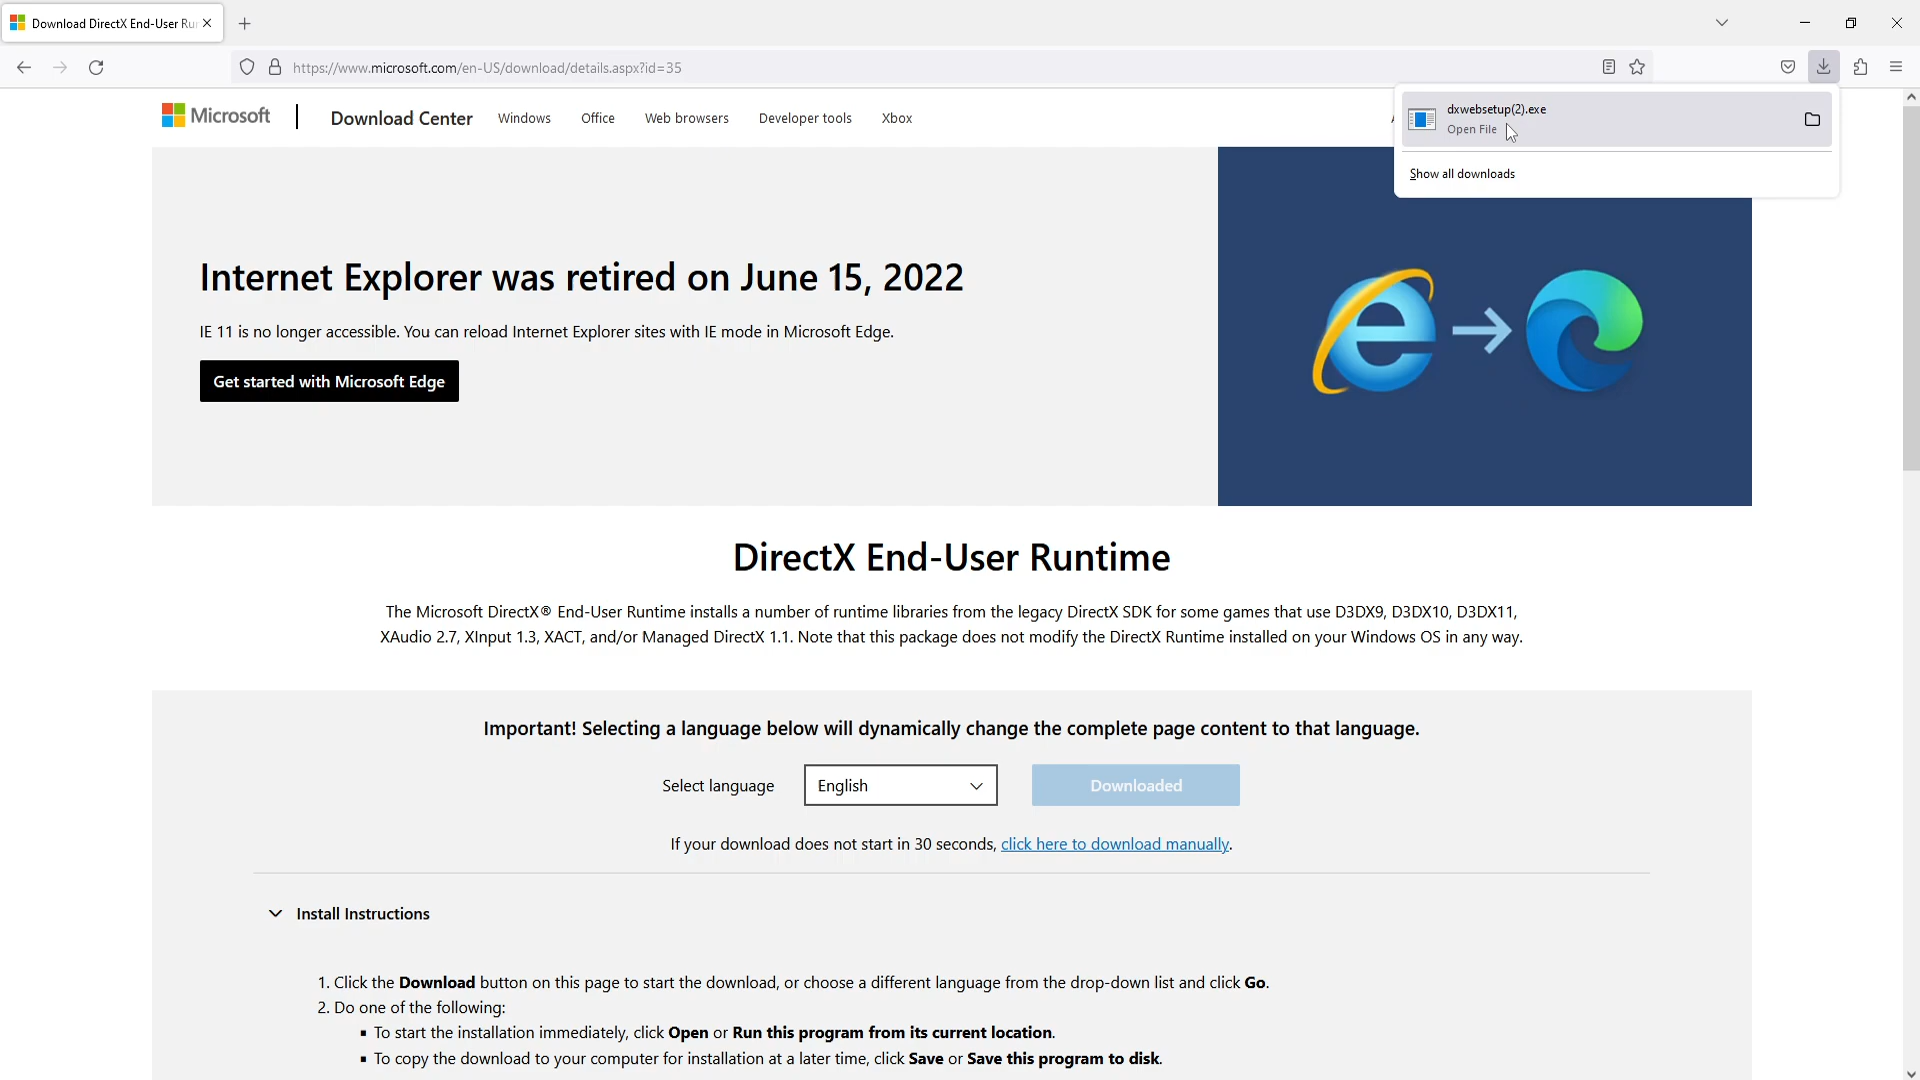 Download DirectX End-User Ru
https://www.microsoft.com/en-US/download/details.aspx?id=35
Microsoft
Download Center
Windows
Office
Web browsers
Developer tools
Xbox
dxwebsetup(2).exe
Open File
Show all downloads
Internet Explorer was retired on June 15, 2022
IE 11 is no longer accessible. You can reload Internet Explorer sites with IE mode in Microsoft Edge.
Get started with Microsoft Edge
DirectX End-User Runtime
The Microsoft DirectX® End-User Runtime installs a number of runtime libraries from the legacy DirectX SDK for some games that use D3DX9, D3DX10, D3DX11,
XAudio 2.7, XInput 1.3, XACT, and/or Managed DirectX 1.1. Note that this package does not modify the DirectX Runtime installed on your Windows OS in any way.
Important! Selecting a language below will dynamically change the complete page content to that language.
Select language
English
Downloaded
If your download does not start in 30 seconds, click here to download manually.
Install Instructions
1. Click the Download button on this page to start the download, or choose a different language from the drop-down list and click Go.
2. Do one of the following:
▪ To start the installation immediately, click Open or Run this program from its current location.
▪ To copy the download to your computer for installation at a later time, click Save or Save this program to disk.